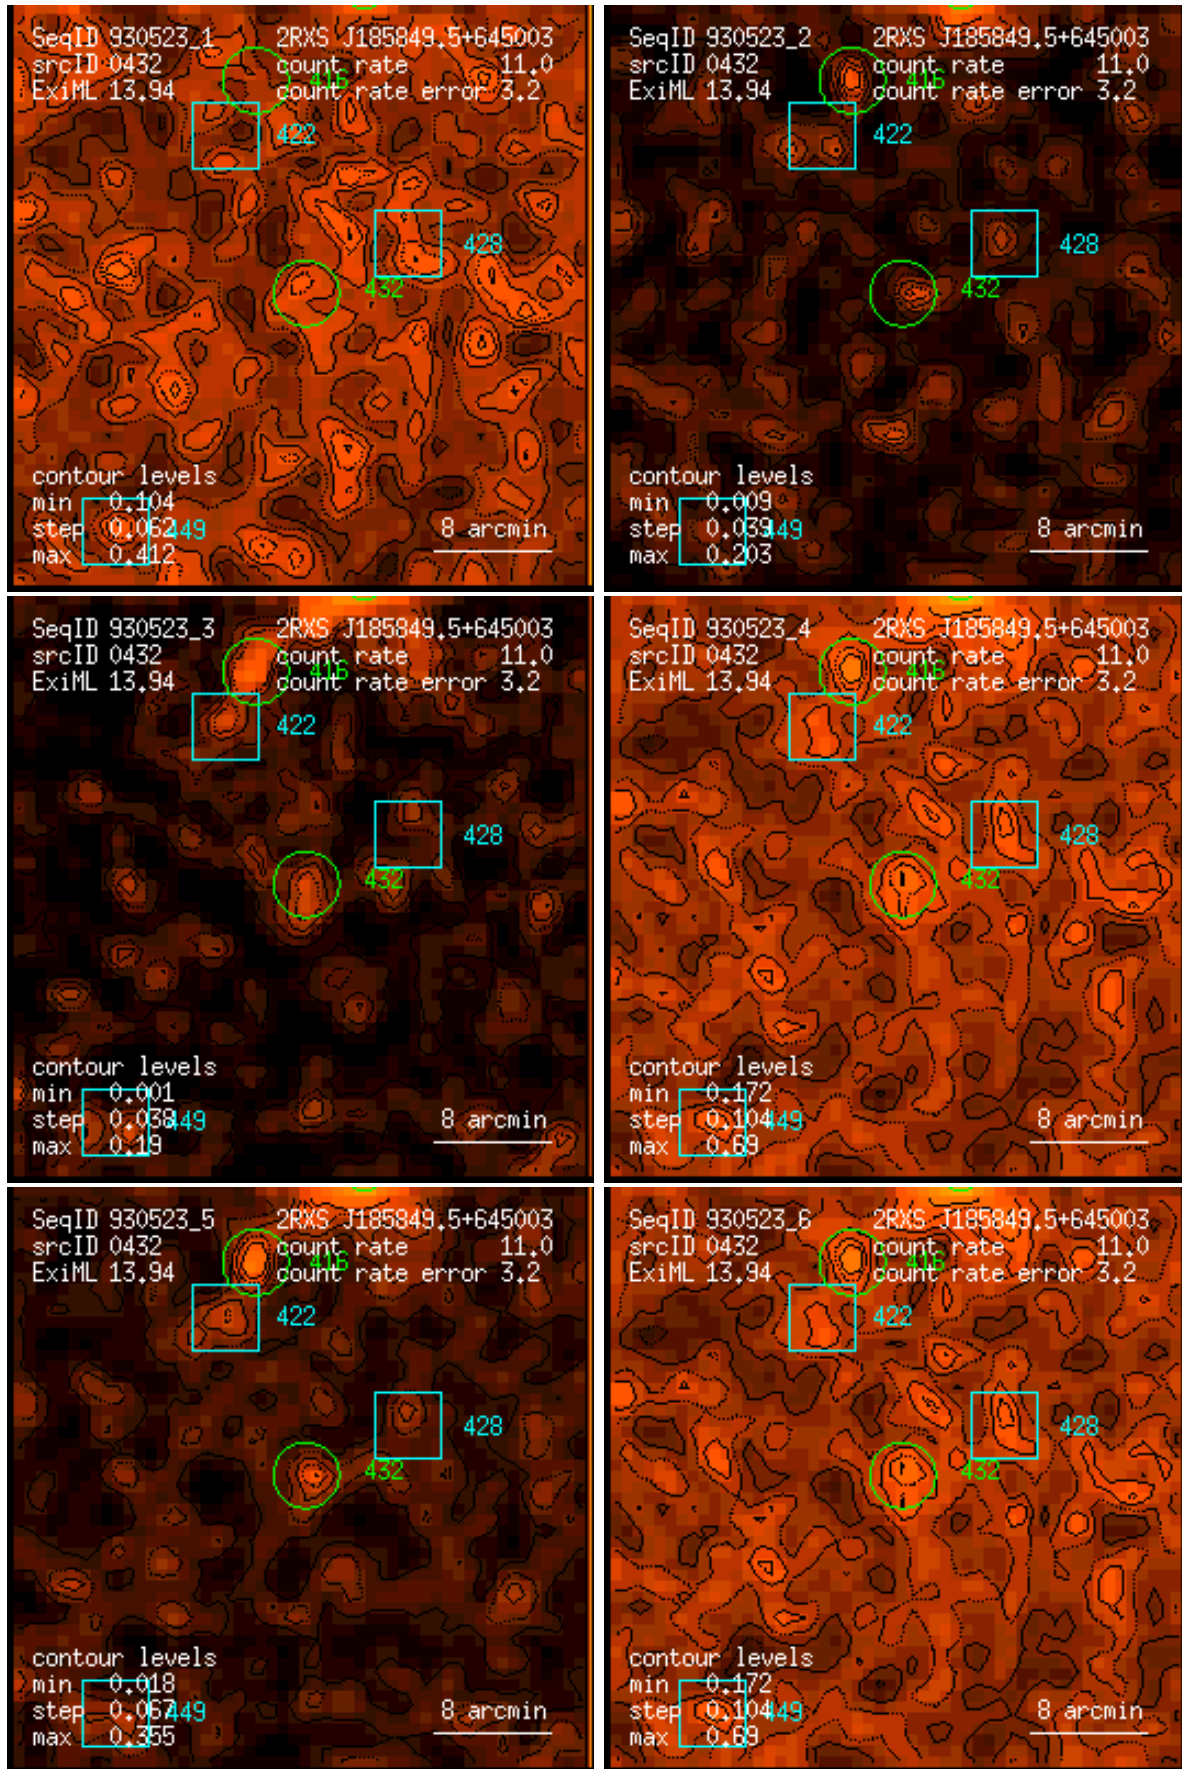 SeqID 930523_1 2RXS J185849.5+645003
srcID 0432 count rate 11.0
ExiML 13.94 count rate error 3.2
416
422
428
432
contour levels
min 0.104
step 0.062 449 8 arcmin
max 0.412
SeqID 930523_2 2RXS J185849.5+645003
srcID 0432 count rate 11.0
ExiML 13.94 count rate error 3.2
416
422
428
432
contour levels
min 0.009
step 0.039 449 8 arcmin
max 0.203
SeqID 930523_3 2RXS J185849.5+645003
srcID 0432 count rate 11.0
ExiML 13.94 count rate error 3.2
416
422
428
432
contour levels
min 0.001
step 0.038 449 8 arcmin
max 0.19
SeqID 930523_4 2RXS J185849.5+645003
srcID 0432 count rate 11.0
ExiML 13.94 count rate error 3.2
416
422
428
432
contour levels
min 0.172
step 0.104 449 8 arcmin
max 0.69
SeqID 930523_5 2RXS J185849.5+645003
srcID 0432 count rate 11.0
ExiML 13.94 count rate error 3.2
416
422
428
432
contour levels
min 0.018
step 0.067 449 8 arcmin
max 0.355
SeqID 930523_6 2RXS J185849.5+645003
srcID 0432 count rate 11.0
ExiML 13.94 count rate error 3.2
416
422
428
432
contour levels
min 0.172
step 0.104 449 8 arcmin
max 0.69